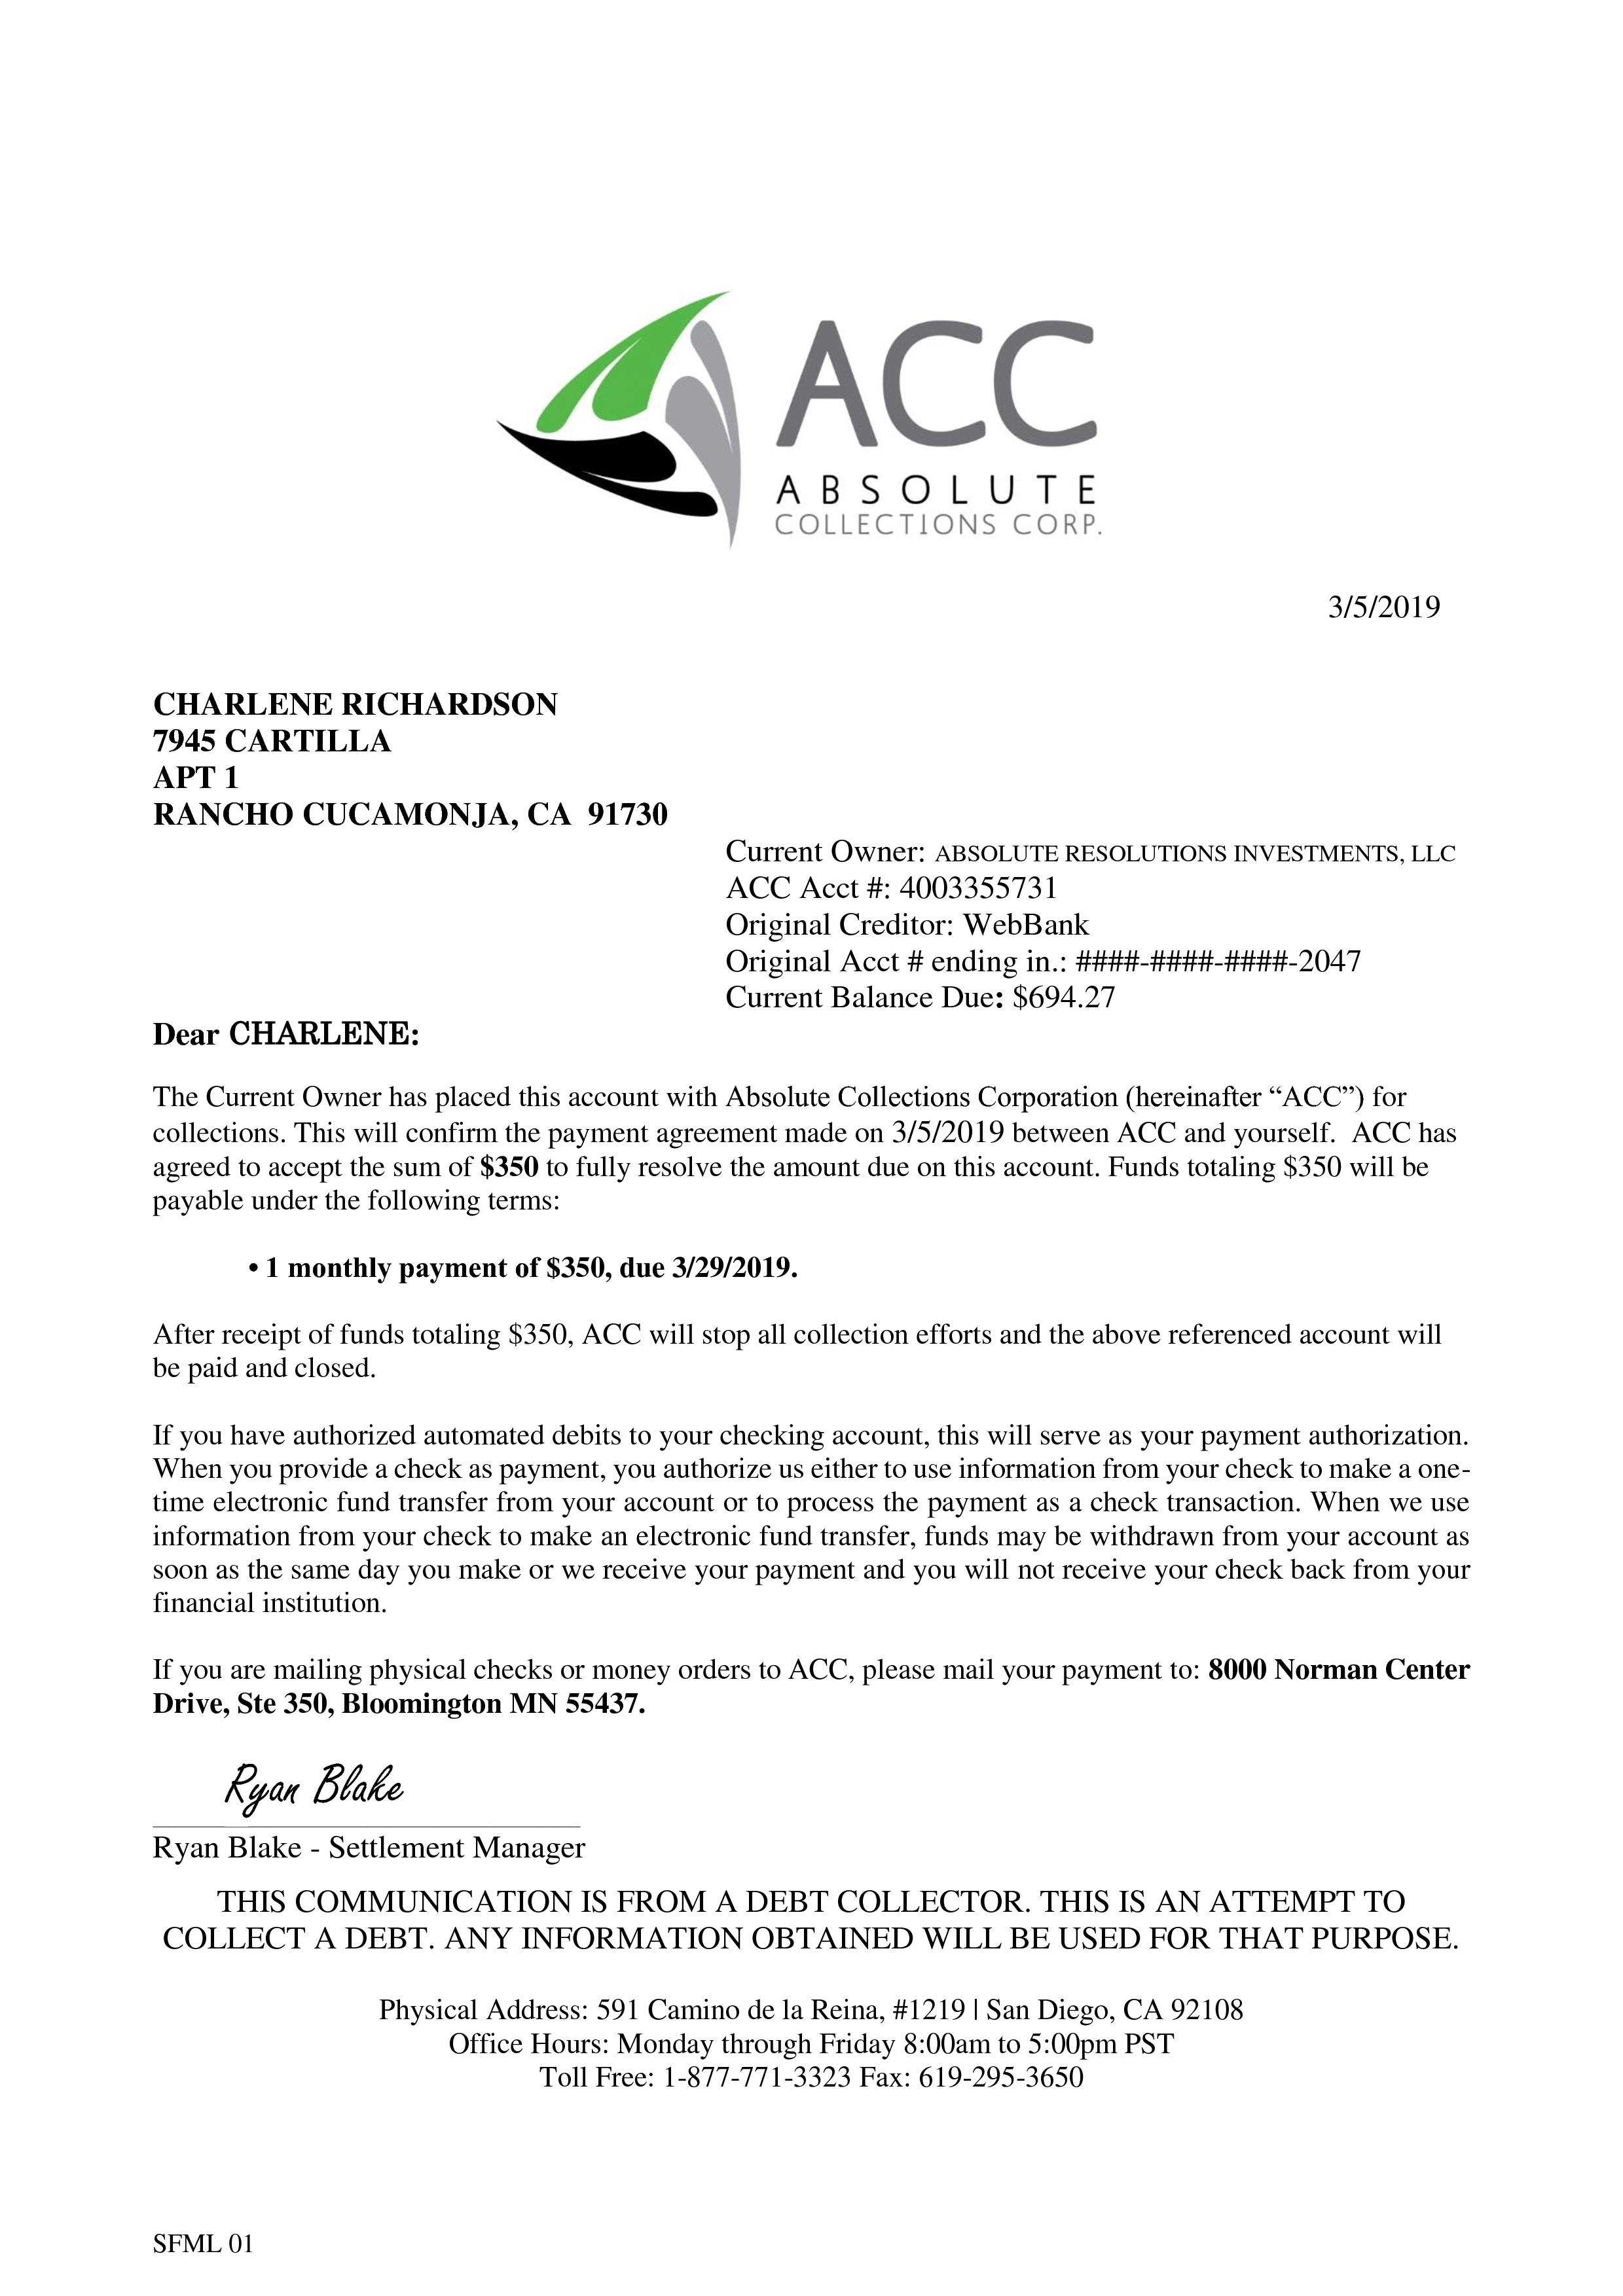 ACC
ABSOLUTE
COLLECTIONS CORP.
3/5/2019
CHARLENE RICHARDSON
7945 CARTILLA
APT 1
RANCHO CUCAMONJA, CA  91730
Current Owner: ABSOLUTE RESOLUTIONS INVESTMENTS, LLC
ACC Acct #: 4003355731
Original Creditor: WebBank
Original Acct # ending in.: ####-####-####-2047
Current Balance Due: $694.27
Dear CHARLENE:
The Current Owner has placed this account with Absolute Collections Corporation (hereinafter “ACC”) for
collections. This will confirm the payment agreement made on 3/5/2019 between ACC and yourself.  ACC has
agreed to accept the sum of $350 to fully resolve the amount due on this account. Funds totaling $350 will be
payable under the following terms:
• 1 monthly payment of $350, due 3/29/2019.
After receipt of funds totaling $350, ACC will stop all collection efforts and the above referenced account will
be paid and closed.
If you have authorized automated debits to your checking account, this will serve as your payment authorization.
When you provide a check as payment, you authorize us either to use information from your check to make a one-
time electronic fund transfer from your account or to process the payment as a check transaction. When we use
information from your check to make an electronic fund transfer, funds may be withdrawn from your account as
soon as the same day you make or we receive your payment and you will not receive your check back from your
financial institution.
If you are mailing physical checks or money orders to ACC, please mail your payment to: 8000 Norman Center
Drive, Ste 350, Bloomington MN 55437.
Ryan Blake
Ryan Blake - Settlement Manager
THIS COMMUNICATION IS FROM A DEBT COLLECTOR. THIS IS AN ATTEMPT TO
COLLECT A DEBT. ANY INFORMATION OBTAINED WILL BE USED FOR THAT PURPOSE.
Physical Address: 591 Camino de la Reina, #1219 | San Diego, CA 92108
Office Hours: Monday through Friday 8:00am to 5:00pm PST
Toll Free: 1-877-771-3323 Fax: 619-295-3650
SFML 01